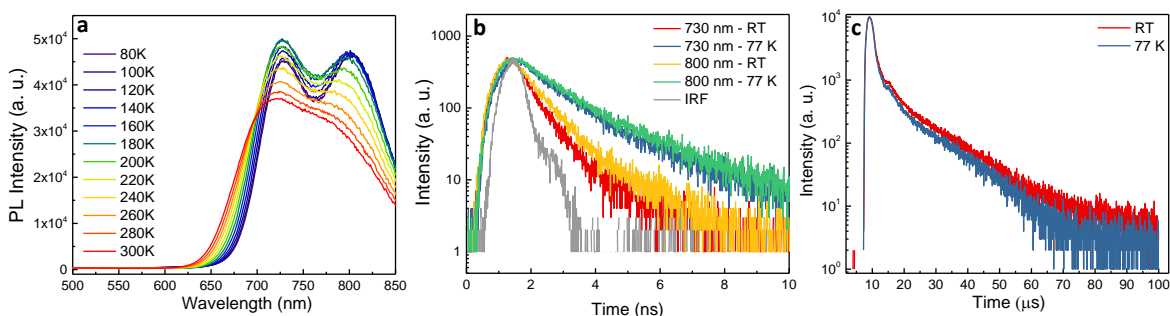 a
PL Intensity (a. u.)
5x10⁴
4x10⁴
3x10⁴
2x10⁴
1x10⁴
0
80K
100K
120K
140K
160K
180K
200K
220K
240K
260K
280K
300K
500 550 600 650 700 750 800 850
Wavelength (nm)
b
Intensity (a. u.)
1000
100
10
1
730 nm - RT
730 nm - 77 K
800 nm - RT
800 nm - 77 K
IRF
0 2 4 6 8 10
Time (ns)
c
Intensity (a. u.)
10⁴
10³
10²
10¹
10⁰
RT
77 K
10 20 30 40 50 60 70 80 90 100
Time (μs)